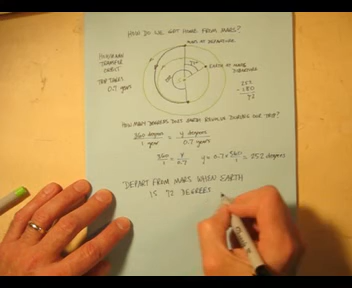 HOW DO WE GET HOME FROM MARS?
MARS AT DEPARTURE
HOHMANN
TRANSFER
ORBIT
TRIP TAKES
0.7 years
72°
EARTH AT MARS
DEPARTURE
252
- 180
72
HOW MANY DEGREES DOES EARTH REVOLVE DURING OUR TRIP?
360 degrees / 1 year = y degrees / 0.7 years
360 / 1 = y / 0.7 y = 0.7 x 360 / 1 = 252 degrees
DEPART FROM MARS WHEN EARTH
IS 72 DEGREES